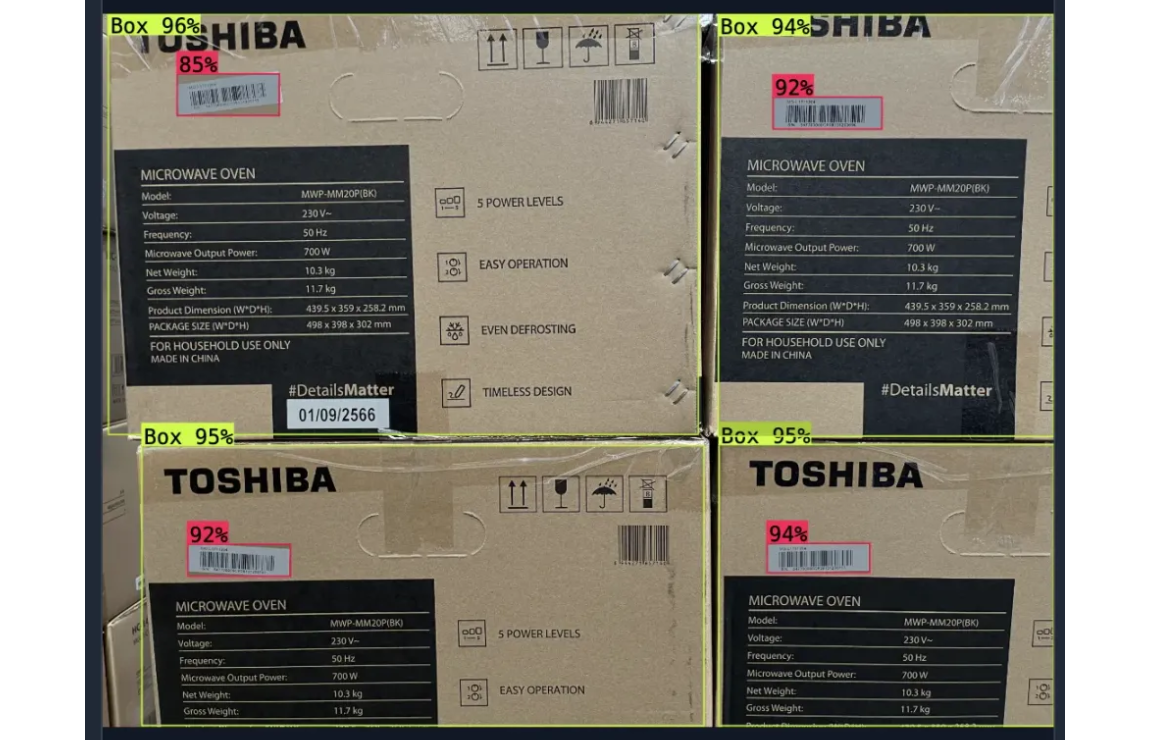 Box 96%
TOSHIBA
85%
MICROWAVE OVEN
Model: MWP-MM20P(BK)
Voltage: 230 V~
Frequency: 50 Hz
Microwave Output Power: 700 W
Net Weight: 10.3 kg
Gross Weight: 11.7 kg
Product Dimension (W*D*H): 439.5 x 359 x 258.2 mm
PACKAGE SIZE (W*D*H) 498 x 398 x 302 mm
FOR HOUSEHOLD USE ONLY
MADE IN CHINA
#DetailsMatter
01/09/2566
5 POWER LEVELS
EASY OPERATION
EVEN DEFROSTING
TIMELESS DESIGN
Box 94%
SHIBA
92%
MICROWAVE OVEN
Model: MWP-MM20P(BK)
Voltage: 230 V~
Frequency: 50 Hz
Microwave Output Power: 700 W
Net Weight: 10.3 kg
Gross Weight: 11.7 kg
Product Dimension (W*D*H): 439.5 x 359 x 258.2 mm
PACKAGE SIZE (W*D*H) 498 x 398 x 302 mm
FOR HOUSEHOLD USE ONLY
MADE IN CHINA
#DetailsMatter
Box 95%
TOSHIBA
92%
MICROWAVE OVEN
Model: MWP-MM20P(BK)
Voltage: 230 V~
Frequency: 50 Hz
Microwave Output Power: 700 W
Net Weight: 10.3 kg
Gross Weight: 11.7 kg
5 POWER LEVELS
EASY OPERATION
Box 95%
TOSHIBA
94%
MICROWAVE OVEN
Model: MWP-MM20P(BK)
Voltage: 230 V~
Frequency: 50 Hz
Microwave Output Power: 700 W
Net Weight: 10.3 kg
Gross Weight: 11.7 kg